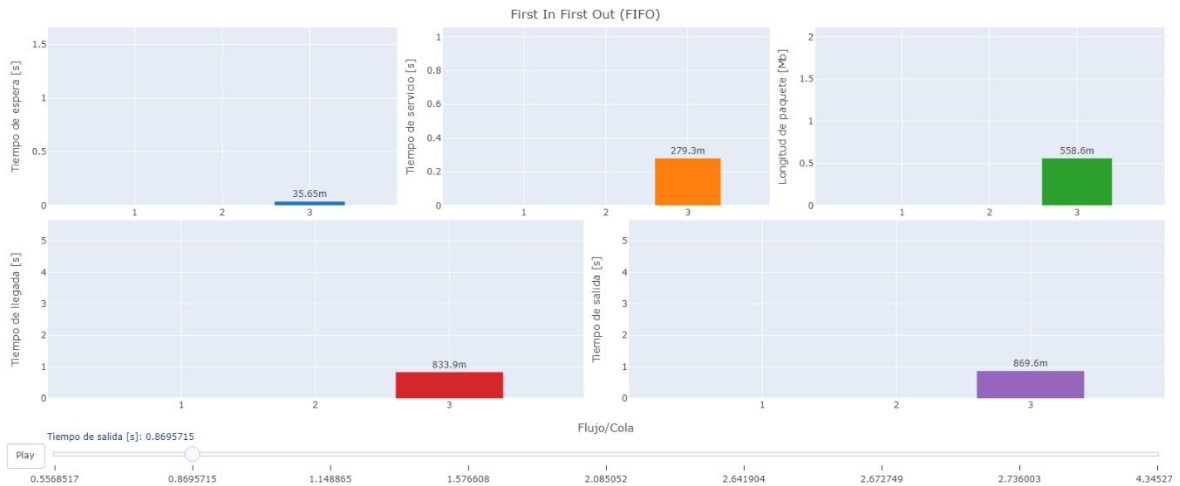 First In First Out (FIFO)
Tiempo de espera [s]
1.5
1
0.5
0
35.65m
1 2 3
Tiempo de servicio [s]
1
0.8
0.6
0.4
0.2
0
279.3m
1 2 3
Longitud de paquete [Mb]
2
1.5
1
0.5
0
558.6m
1 2 3
Tiempo de llegada [s]
5
4
3
2
1
0
833.9m
1 2 3
Tiempo de salida [s]
5
4
3
2
1
0
869.6m
1 2 3
Flujo/Cola
Tiempo de salida [s]: 0.8695715
Play
0.5568517 0.8695715 1.148865 1.576608 2.085052 2.641904 2.672749 2.736003 4.34527